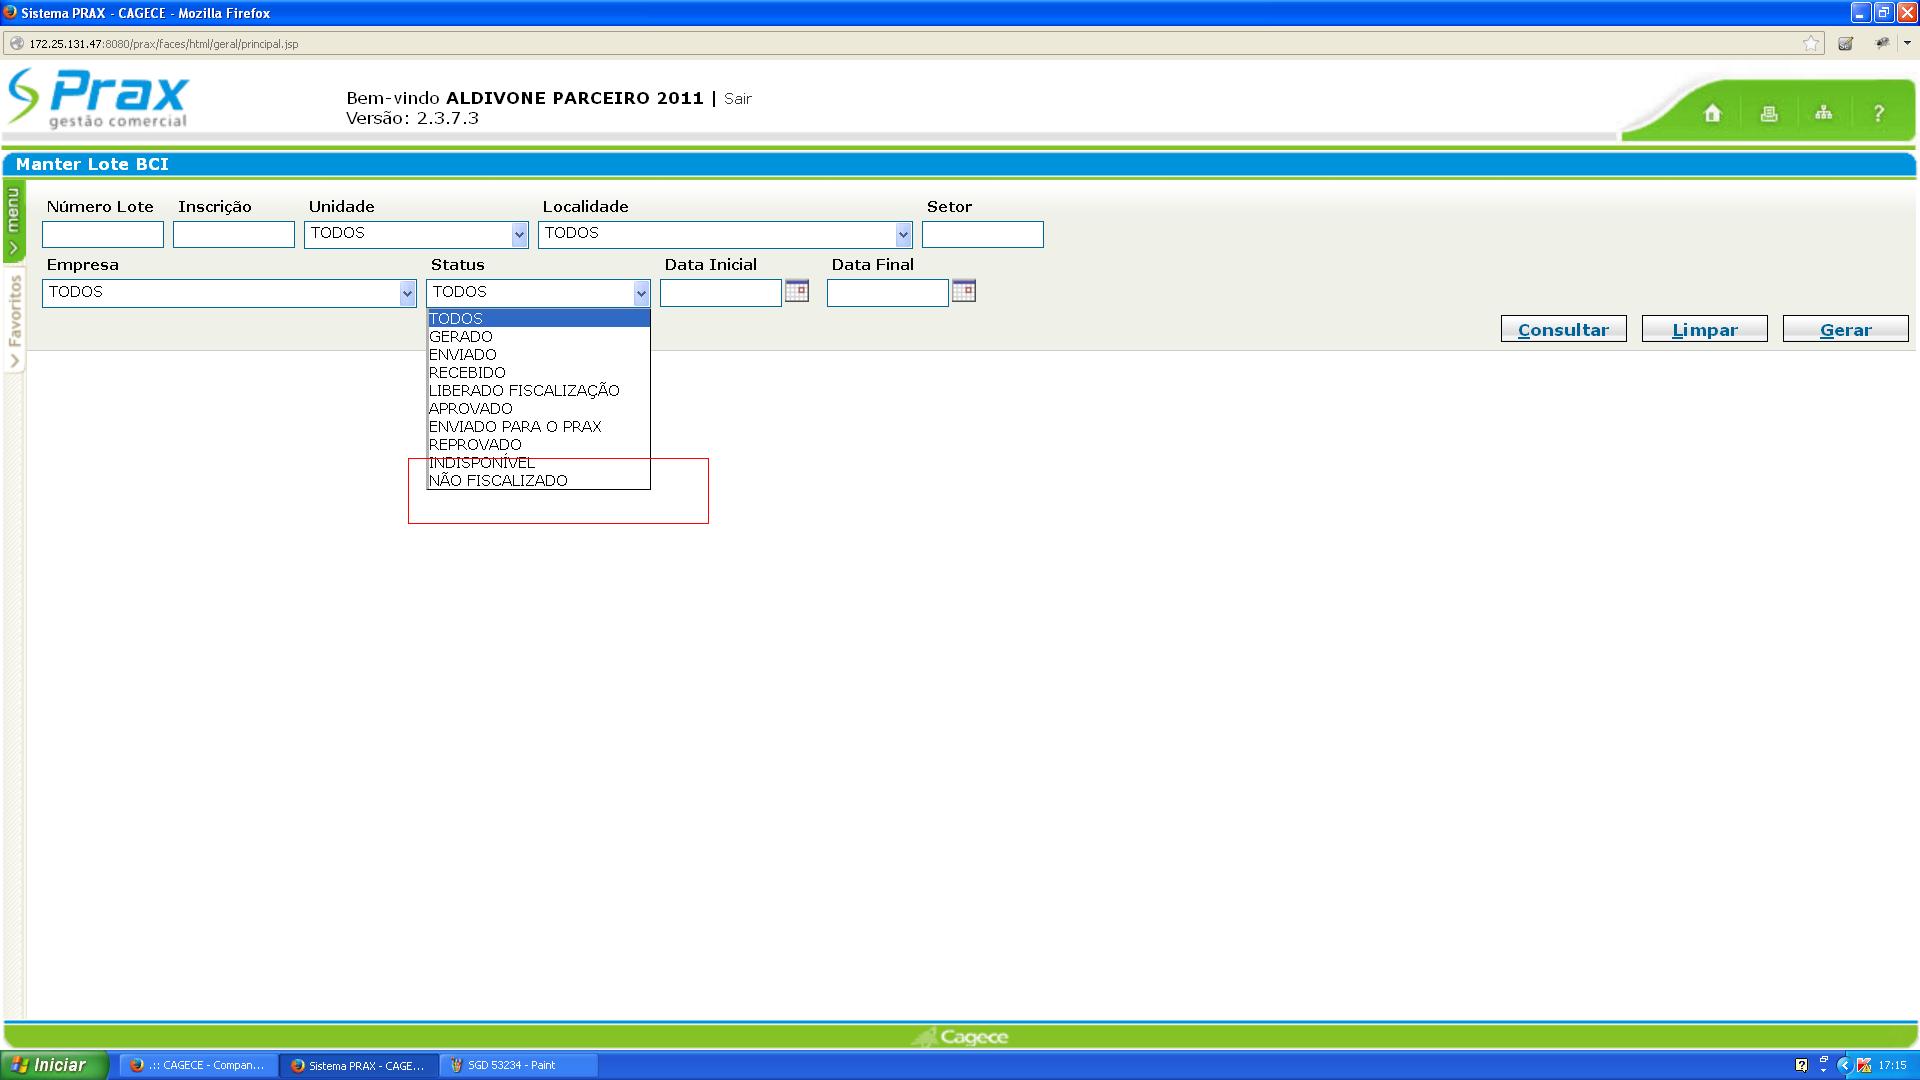 Sistema PRAX - CAGECE - Mozilla Firefox
172.25.131.47:8080/prax/faces/html/geral/principal.jsp
Prax
gestão comercial
Bem-vindo ALDIVONE PARCEIRO 2011 | Sair
Versão: 2.3.7.3
?
Manter Lote BCI
menu
Favoritos
Número Lote Inscrição Unidade Localidade Setor
TODOS TODOS
Empresa Status Data Inicial Data Final
TODOS TODOS
TODOS
GERADO
ENVIADO
RECEBIDO
LIBERADO FISCALIZAÇÃO
APROVADO
ENVIADO PARA O PRAX
REPROVADO
INDISPONÍVEL
NÃO FISCALIZADO
Consultar Limpar Gerar
Cagece
Iniciar .:: CAGECE - Compan... Sistema PRAX - CAGE... SGD 53234 - Paint 17:15